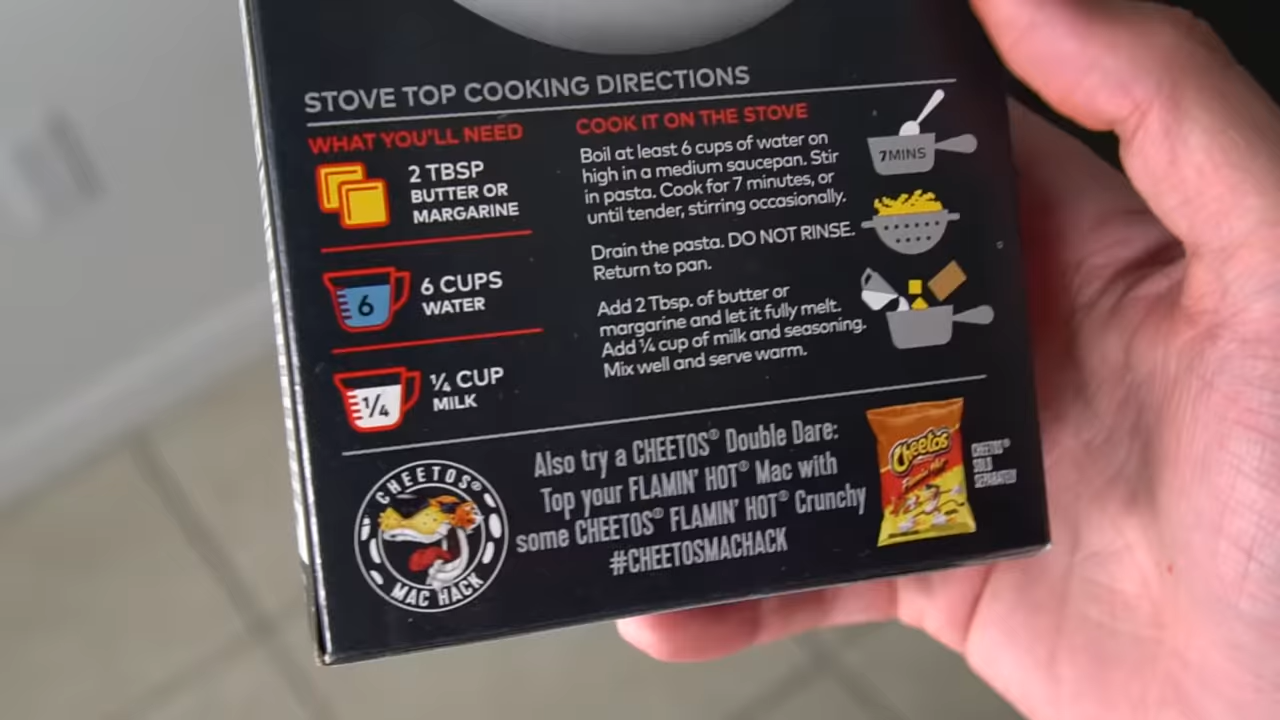 STOVE TOP COOKING DIRECTIONS
WHAT YOU'LL NEED
2 TBSP
BUTTER OR
MARGARINE
6
6 CUPS
WATER
1/4
¼ CUP
MILK
COOK IT ON THE STOVE
Boil at least 6 cups of water on
high in a medium saucepan. Stir
in pasta. Cook for 7 minutes, or
until tender, stirring occasionally.
7MINS
Drain the pasta. DO NOT RINSE.
Return to pan.
Add 2 Tbsp. of butter or
margarine and let it fully melt.
Add ¼ cup of milk and seasoning.
Mix well and serve warm.
CHEETOS®
MAC HACK
Also try a CHEETOS® Double Dare:
Top your FLAMIN' HOT® Mac with
some CHEETOS® FLAMIN' HOT® Crunchy
#CHEETOSMACHACK
Cheetos
Flamin' Hot
CHEETOS®
SOLD
SEPARATELY